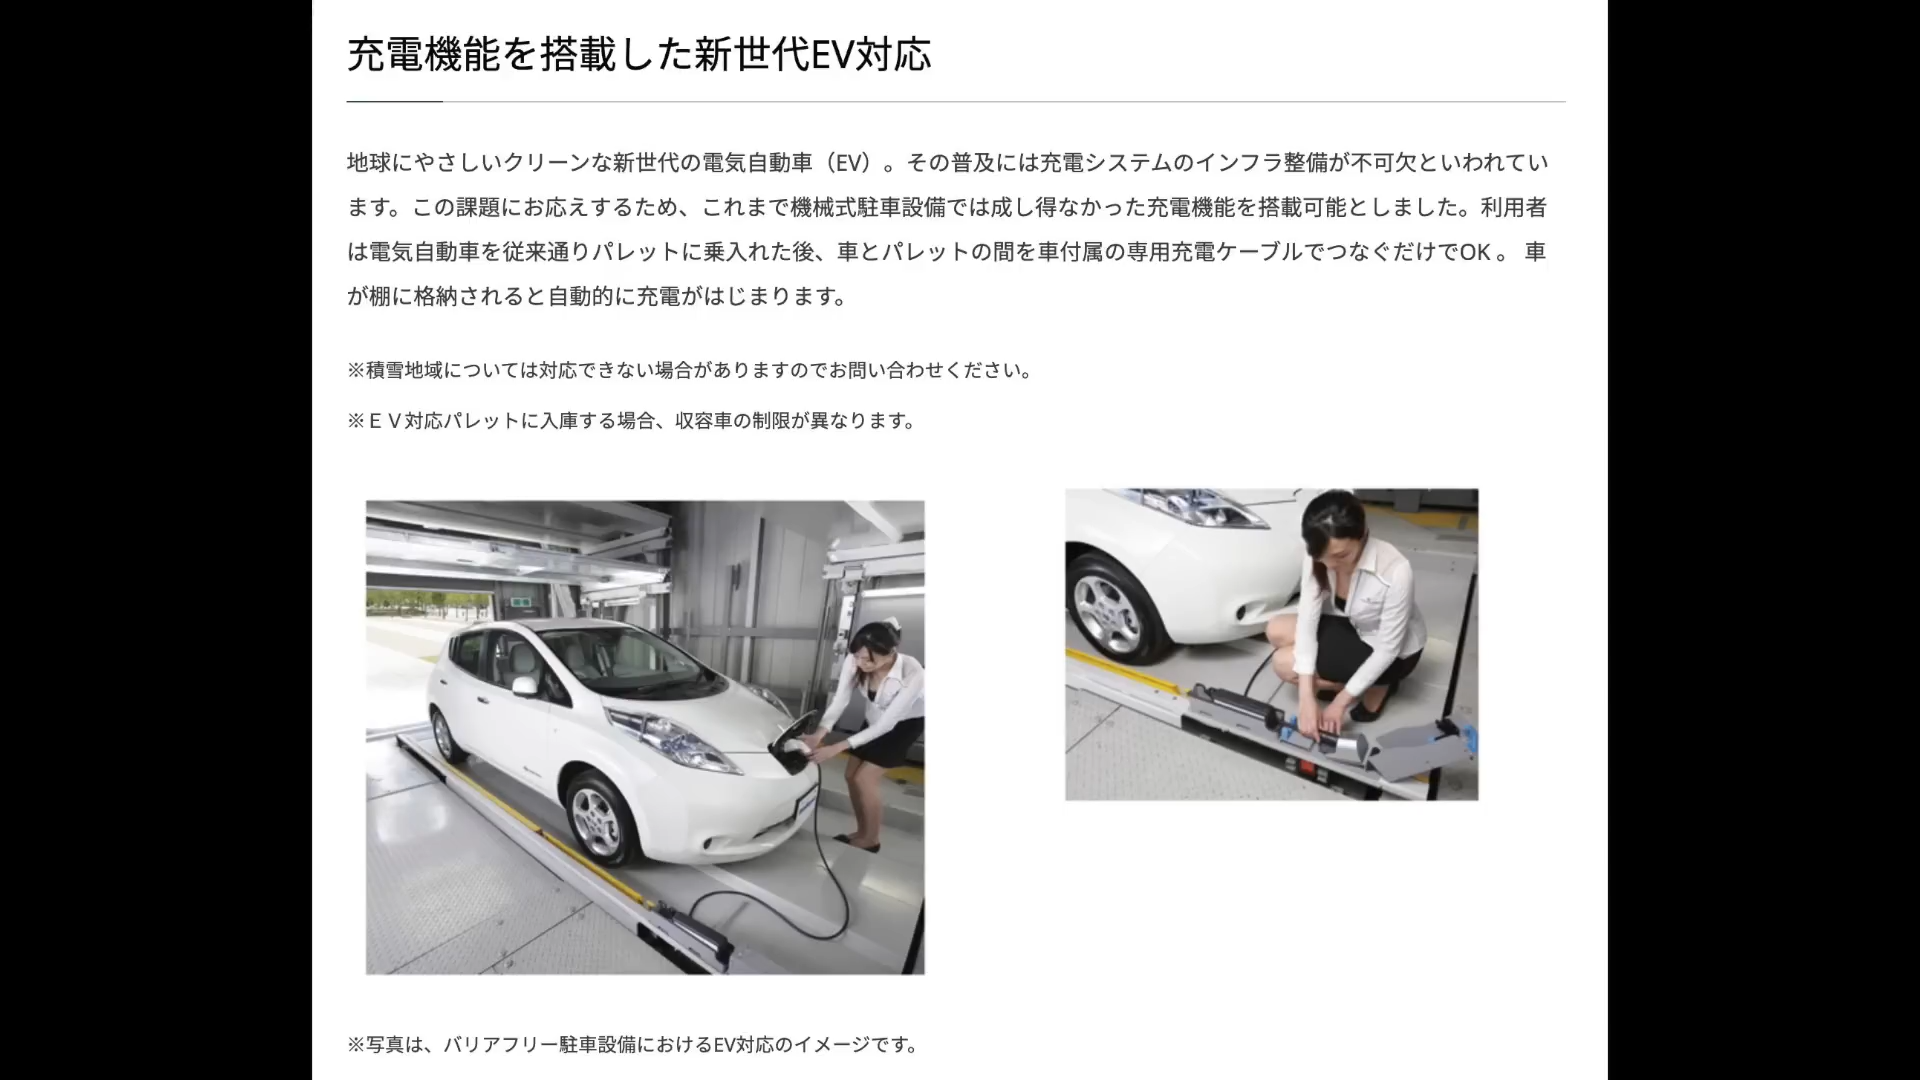 充電機能を搭載した新世代EV対応
地球にやさしいクリーンな新世代の電気自動車（EV）。その普及には充電システムのインフラ整備が不可欠といわれてい
ます。この課題にお応えするため、これまで機械式駐車設備では成し得なかった充電機能を搭載可能としました。利用者
は電気自動車を従来通りパレットに乗入れた後、車とパレットの間を車付属の専用充電ケーブルでつなぐだけでOK 。 車
が棚に格納されると自動的に充電がはじまります。
※積雪地域については対応できない場合がありますのでお問い合わせください。
※ＥＶ対応パレットに入庫する場合、収容車の制限が異なります。
※写真は、バリアフリー駐車設備におけるEV対応のイメージです。